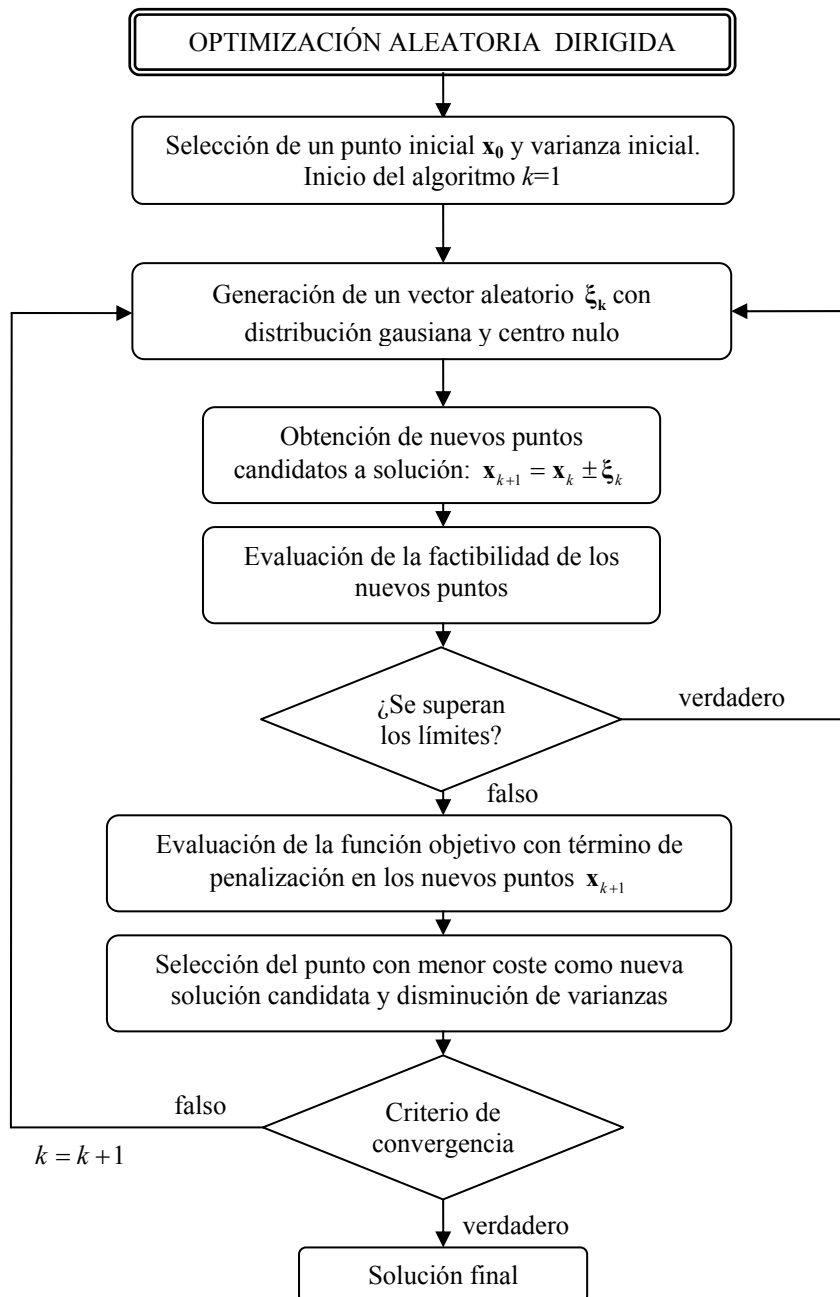 OPTIMIZACIÓN ALEATORIA DIRIGIDA
Selección de un punto inicial x₀ y varianza inicial.
Inicio del algoritmo k=1
Generación de un vector aleatorio ξₖ con
distribución gausiana y centro nulo
Obtención de nuevos puntos
candidatos a solución: xₖ₊₁ = xₖ ± ξₖ
Evaluación de la factibilidad de los
nuevos puntos
¿Se superan
los límites?
verdadero
falso
Evaluación de la función objetivo con término de
penalización en los nuevos puntos xₖ₊₁
Selección del punto con menor coste como nueva
solución candidata y disminución de varianzas
falso
Criterio de
convergencia
k = k + 1
verdadero
Solución final